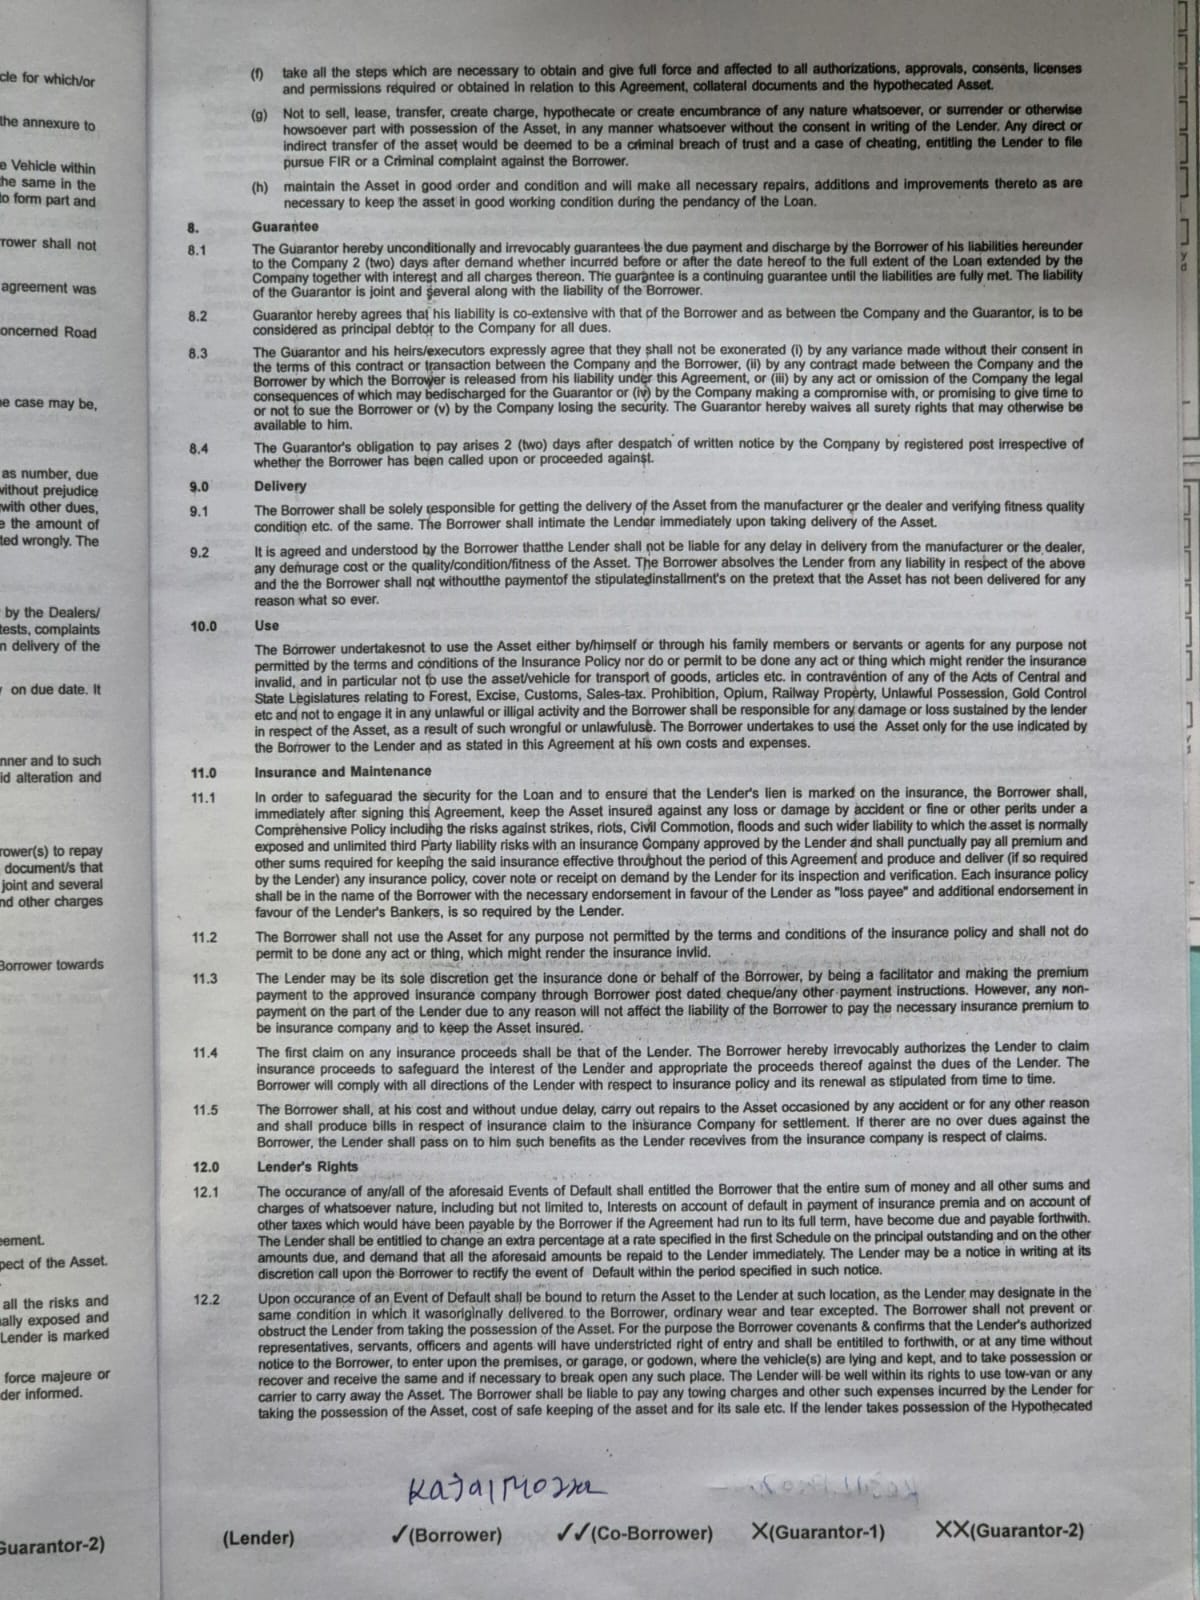 cle for which/or
the annexure to
e Vehicle within
the same in the
to form part and
rower shall not
agreement was
oncerned Road
e case may be,
as number, due
without prejudice
with other dues,
e the amount of
ted wrongly. The
by the Dealers/
tests, complaints
n delivery of the
on due date. It
nner and to such
id alteration and
rower(s) to repay
document/s that
joint and several
nd other charges
Borrower towards
eement.
pect of the Asset.
all the risks and
ally exposed and
Lender is marked
force majeure or
der informed.
Guarantor-2)
(f) take all the steps which are necessary to obtain and give full force and affected to all authorizations, approvals, consents, licenses
and permissions required or obtained in relation to this Agreement, collateral documents and the hypothecated Asset.
(g) Not to sell, lease, transfer, create charge, hypothecate or create encumbrance of any nature whatsoever, or surrender or otherwise
howsoever part with possession of the Asset, in any manner whatsoever without the consent in writing of the Lender. Any direct or
indirect transfer of the asset would be deemed to be a criminal breach of trust and a case of cheating, entitling the Lender to file
pursue FIR or a Criminal complaint against the Borrower.
(h) maintain the Asset in good order and condition and will make all necessary repairs, additions and improvements thereto as are
necessary to keep the asset in good working condition during the pendancy of the Loan.
8. Guarantee
8.1 The Guarantor hereby unconditionally and irrevocably guarantees the due payment and discharge by the Borrower of his liabilities hereunder
to the Company 2 (two) days after demand whether incurred before or after the date hereof to the full extent of the Loan extended by the
Company together with interest and all charges thereon. The guarantee is a continuing guarantee until the liabilities are fully met. The liability
of the Guarantor is joint and several along with the liability of the Borrower.
8.2 Guarantor hereby agrees that his liability is co-extensive with that of the Borrower and as between the Company and the Guarantor, is to be
considered as principal debtor to the Company for all dues.
8.3 The Guarantor and his heirs/executors expressly agree that they shall not be exonerated (i) by any variance made without their consent in
the terms of this contract or transaction between the Company and the Borrower, (ii) by any contract made between the Company and the
Borrower by which the Borrower is released from his liability under this Agreement, or (iii) by any act or omission of the Company the legal
consequences of which may bedischarged for the Guarantor or (iv) by the Company making a compromise with, or promising to give time to
or not to sue the Borrower or (v) by the Company losing the security. The Guarantor hereby waives all surety rights that may otherwise be
available to him.
8.4 The Guarantor's obligation to pay arises 2 (two) days after despatch of written notice by the Company by registered post irrespective of
whether the Borrower has been called upon or proceeded against.
9.0 Delivery
9.1 The Borrower shall be solely responsible for getting the delivery of the Asset from the manufacturer or the dealer and verifying fitness quality
condition etc. of the same. The Borrower shall intimate the Lender immediately upon taking delivery of the Asset.
9.2 It is agreed and understood by the Borrower thatthe Lender shall not be liable for any delay in delivery from the manufacturer or the dealer,
any demurage cost or the quality/condition/fitness of the Asset. The Borrower absolves the Lender from any liability in respect of the above
and the the Borrower shall not withoutthe paymentof the stipulatedinstallment's on the pretext that the Asset has not been delivered for any
reason what so ever.
10.0 Use
The Borrower undertakesnot to use the Asset either by/himself or through his family members or servants or agents for any purpose not
permitted by the terms and conditions of the Insurance Policy nor do or permit to be done any act or thing which might render the insurance
invalid, and in particular not to use the asset/vehicle for transport of goods, articles etc. in contravention of any of the Acts of Central and
State Legislatures relating to Forest, Excise, Customs, Sales-tax. Prohibition, Opium, Railway Property, Unlawful Possession, Gold Control
etc and not to engage it in any unlawful or illigal activity and the Borrower shall be responsible for any damage or loss sustained by the lender
in respect of the Asset, as a result of such wrongful or unlawfuluse. The Borrower undertakes to use the Asset only for the use indicated by
the Borrower to the Lender and as stated in this Agreement at his own costs and expenses.
11.0 Insurance and Maintenance
11.1 In order to safeguarad the security for the Loan and to ensure that the Lender's lien is marked on the insurance, the Borrower shall,
immediately after signing this Agreement, keep the Asset insured against any loss or damage by accident or fine or other perits under a
Comprehensive Policy including the risks against strikes, riots, Civil Commotion, floods and such wider liability to which the asset is normally
exposed and unlimited third Party liability risks with an insurance Company approved by the Lender and shall punctually pay all premium and
other sums required for keeping the said insurance effective throughout the period of this Agreement and produce and deliver (if so required
by the Lender) any insurance policy, cover note or receipt on demand by the Lender for its inspection and verification. Each insurance policy
shall be in the name of the Borrower with the necessary endorsement in favour of the Lender as "loss payee" and additional endorsement in
favour of the Lender's Bankers, is so required by the Lender.
11.2 The Borrower shall not use the Asset for any purpose not permitted by the terms and conditions of the insurance policy and shall not do
permit to be done any act or thing, which might render the insurance invlid.
11.3 The Lender may be its sole discretion get the insurance done or behalf of the Borrower, by being a facilitator and making the premium
payment to the approved insurance company through Borrower post dated cheque/any other payment instructions. However, any non-
payment on the part of the Lender due to any reason will not affect the liability of the Borrower to pay the necessary insurance premium to
be insurance company and to keep the Asset insured.
11.4 The first claim on any insurance proceeds shall be that of the Lender. The Borrower hereby irrevocably authorizes the Lender to claim
insurance proceeds to safeguard the interest of the Lender and appropriate the proceeds thereof against the dues of the Lender. The
Borrower will comply with all directions of the Lender with respect to insurance policy and its renewal as stipulated from time to time.
11.5 The Borrower shall, at his cost and without undue delay, carry out repairs to the Asset occasioned by any accident or for any other reason
and shall produce bills in respect of insurance claim to the insurance Company for settlement. If therer are no over dues against the
Borrower, the Lender shall pass on to him such benefits as the Lender recevives from the insurance company is respect of claims.
12.0 Lender's Rights
12.1 The occurance of any/all of the aforesaid Events of Default shall entitled the Borrower that the entire sum of money and all other sums and
charges of whatsoever nature, including but not limited to, Interests on account of default in payment of insurance premia and on account of
other taxes which would have been payable by the Borrower if the Agreement had run to its full term, have become due and payable forthwith.
The Lender shall be entitlied to change an extra percentage at a rate specified in the first Schedule on the principal outstanding and on the other
amounts due, and demand that all the aforesaid amounts be repaid to the Lender immediately. The Lender may be a notice in writing at its
discretion call upon the Borrower to rectify the event of Default within the period specified in such notice.
12.2 Upon occurance of an Event of Default shall be bound to return the Asset to the Lender at such location, as the Lender may designate in the
same condition in which it wasoriginally delivered to the Borrower, ordinary wear and tear excepted. The Borrower shall not prevent or
obstruct the Lender from taking the possession of the Asset. For the purpose the Borrower covenants & confirms that the Lender's authorized
representatives, servants, officers and agents will have understricted right of entry and shall be entitiled to forthwith, or at any time without
notice to the Borrower, to enter upon the premises, or garage, or godown, where the vehicle(s) are lying and kept, and to take possession or
recover and receive the same and if necessary to break open any such place. The Lender will be well within its rights to use tow-van or any
carrier to carry away the Asset. The Borrower shall be liable to pay any towing charges and other such expenses incurred by the Lender for
taking the possession of the Asset, cost of safe keeping of the asset and for its sale etc. If the lender takes possession of the Hypothecated
(Lender) ✓(Borrower) ✓✓(Co-Borrower) X(Guarantor-1) XX(Guarantor-2)